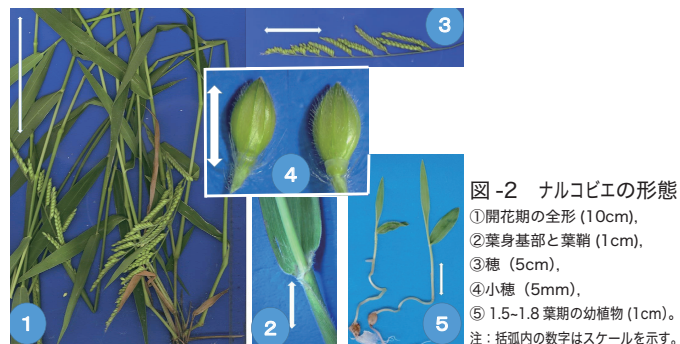 3
4
1
2
5
図 -2 ナルコビエの形態
①開花期の全形 (10cm),
②葉身基部と葉鞘 (1cm),
③穂（5cm），
④小穂（5mm），
⑤ 1.5~1.8 葉期の幼植物 (1cm)。
注：括弧内の数字はスケールを示す。